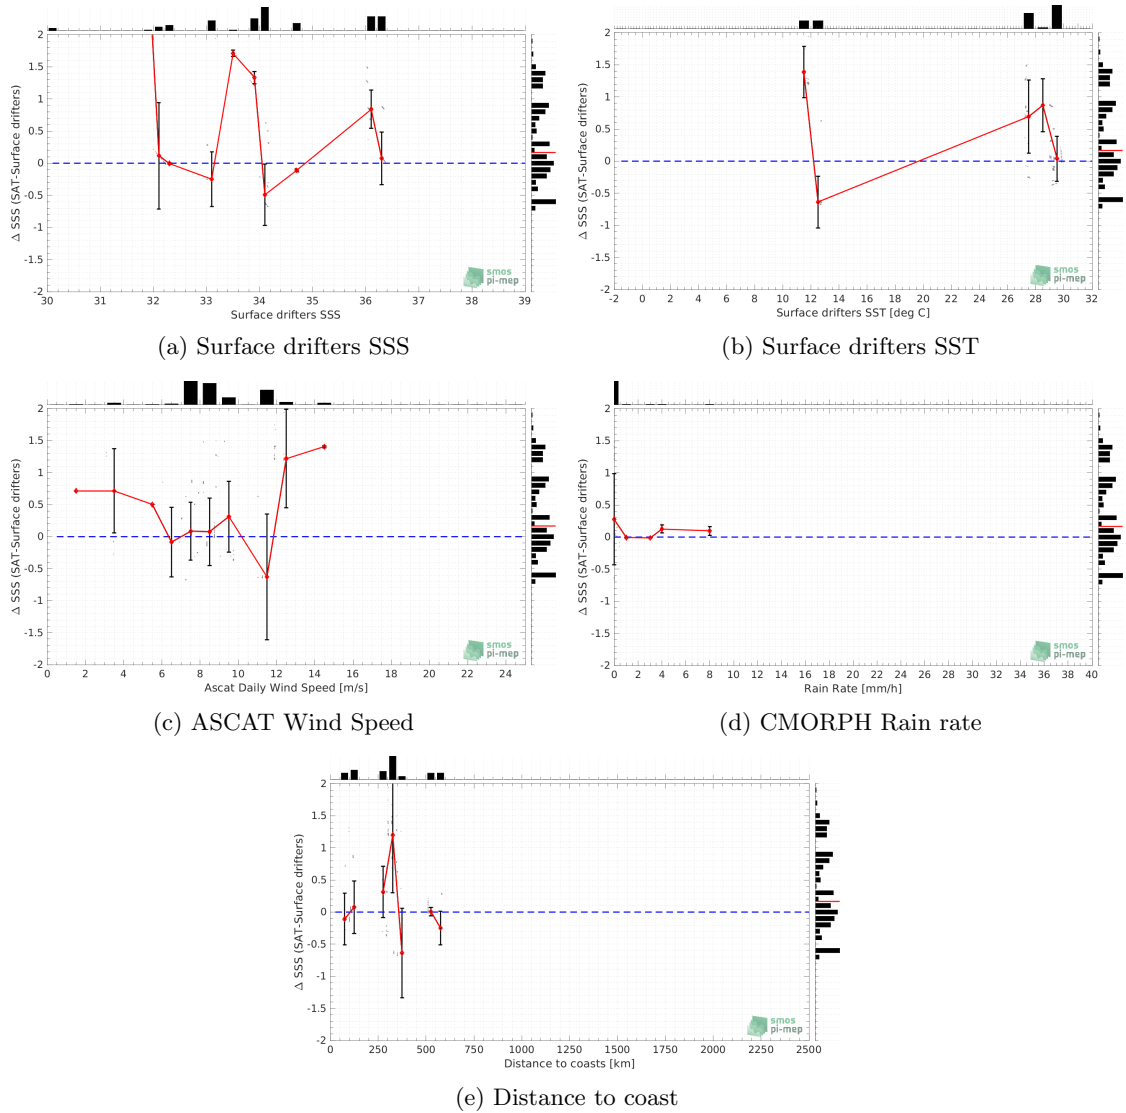 2
1.5
1
0.5
0
-0.5
-1
-1.5
-2
Δ SSS (SAT-Surface drifters)
30 31 32 33 34 35 36 37 38 39
Surface drifters SSS
smos
pi-mep
(a) Surface drifters SSS
2
1.5
1
0.5
0
-0.5
-1
-1.5
-2
Δ SSS (SAT-Surface drifters)
-2 0 2 4 6 8 10 12 14 16 18 20 22 24 26 28 30 32
Surface drifters SST [deg C]
smos
pi-mep
(b) Surface drifters SST
2
1.5
1
0.5
0
-0.5
-1
-1.5
-2
Δ SSS (SAT-Surface drifters)
0 2 4 6 8 10 12 14 16 18 20 22 24
Ascat Daily Wind Speed [m/s]
smos
pi-mep
(c) ASCAT Wind Speed
2
1.5
1
0.5
0
-0.5
-1
-1.5
-2
Δ SSS (SAT-Surface drifters)
0 2 4 6 8 10 12 14 16 18 20 22 24 26 28 30 32 34 36 38 40
Rain Rate [mm/h]
smos
pi-mep
(d) CMORPH Rain rate
2
1.5
1
0.5
0
-0.5
-1
-1.5
-2
Δ SSS (SAT-Surface drifters)
0 250 500 750 1000 1250 1500 1750 2000 2250 2500
Distance to coasts [km]
smos
pi-mep
(e) Distance to coast